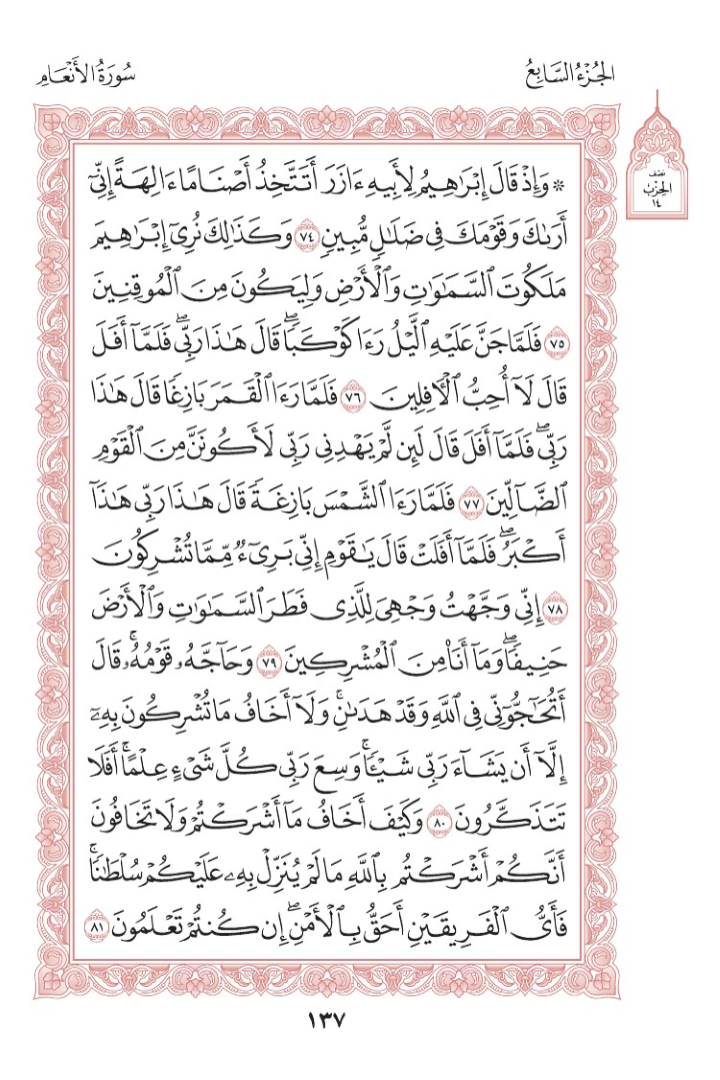 الجُزْءُ السَّابِعُ
سُورَةُ الأَنْعَامِ
نصف
الحِزْب
١٤
۞ وَإِذْ قَالَ إِبْرَٰهِيمُ لِأَبِيهِ ءَازَرَ أَتَتَّخِذُ أَصْنَامًا ءَالِهَةً إِنِّىٓ
أَرَىٰكَ وَقَوْمَكَ فِى ضَلَٰلٍ مُّبِينٍ ٧٤ وَكَذَٰلِكَ نُرِىٓ إِبْرَٰهِيمَ
مَلَكُوتَ ٱلسَّمَٰوَٰتِ وَٱلْأَرْضِ وَلِيَكُونَ مِنَ ٱلْمُوقِنِينَ
٧٥ فَلَمَّا جَنَّ عَلَيْهِ ٱلَّيْلُ رَءَا كَوْكَبًاۖ قَالَ هَٰذَا رَبِّىۖ فَلَمَّآ أَفَلَ
قَالَ لَآ أُحِبُّ ٱلْءَافِلِينَ ٧٦ فَلَمَّا رَءَا ٱلْقَمَرَ بَازِغًا قَالَ هَٰذَا
رَبِّىۖ فَلَمَّآ أَفَلَ قَالَ لَئِن لَّمْ يَهْدِنِى رَبِّى لَأَكُونَنَّ مِنَ ٱلْقَوْمِ
ٱلضَّآلِّينَ ٧٧ فَلَمَّا رَءَا ٱلشَّمْسَ بَازِغَةً قَالَ هَٰذَا رَبِّى هَٰذَآ
أَكْبَرُۖ فَلَمَّآ أَفَلَتْ قَالَ يَٰقَوْمِ إِنِّى بَرِىٓءٌ مِّمَّا تُشْرِكُونَ
٧٨ إِنِّى وَجَّهْتُ وَجْهِىَ لِلَّذِى فَطَرَ ٱلسَّمَٰوَٰتِ وَٱلْأَرْضَ
حَنِيفًاۖ وَمَآ أَنَا۠ مِنَ ٱلْمُشْرِكِينَ ٧٩ وَحَآجَّهُۥ قَوْمُهُۥۚ قَالَ
أَتُحَٰٓجُّوٓنِّى فِى ٱللَّهِ وَقَدْ هَدَىٰنِۚ وَلَآ أَخَافُ مَا تُشْرِكُونَ بِهِۦٓ
إِلَّآ أَن يَشَآءَ رَبِّى شَيْـًٔاۗ وَسِعَ رَبِّى كُلَّ شَىْءٍ عِلْمًاۗ أَفَلَا
تَتَذَكَّرُونَ ٨٠ وَكَيْفَ أَخَافُ مَآ أَشْرَكْتُمْ وَلَا تَخَافُونَ
أَنَّكُمْ أَشْرَكْتُم بِٱللَّهِ مَا لَمْ يُنَزِّلْ بِهِۦ عَلَيْكُمْ سُلْطَٰنًاۚ
فَأَىُّ ٱلْفَرِيقَيْنِ أَحَقُّ بِٱلْأَمْنِۖ إِن كُنتُمْ تَعْلَمُونَ ٨١
١٣٧